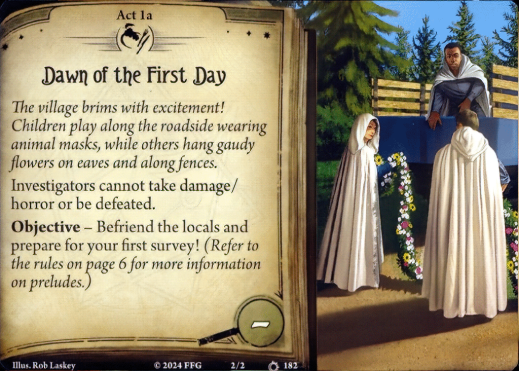 Act 1a
Dawn of the First Day
The village brims with excitement!
Children play along the roadside wearing
animal masks, while others hang gaudy
flowers on eaves and along fences.
Investigators cannot take damage/
horror or be defeated.
Objective – Befriend the locals and
prepare for your first survey! (Refer to
the rules on page 6 for more information
on preludes.)
–
Illus. Rob Laskey © 2024 FFG 2/2 182